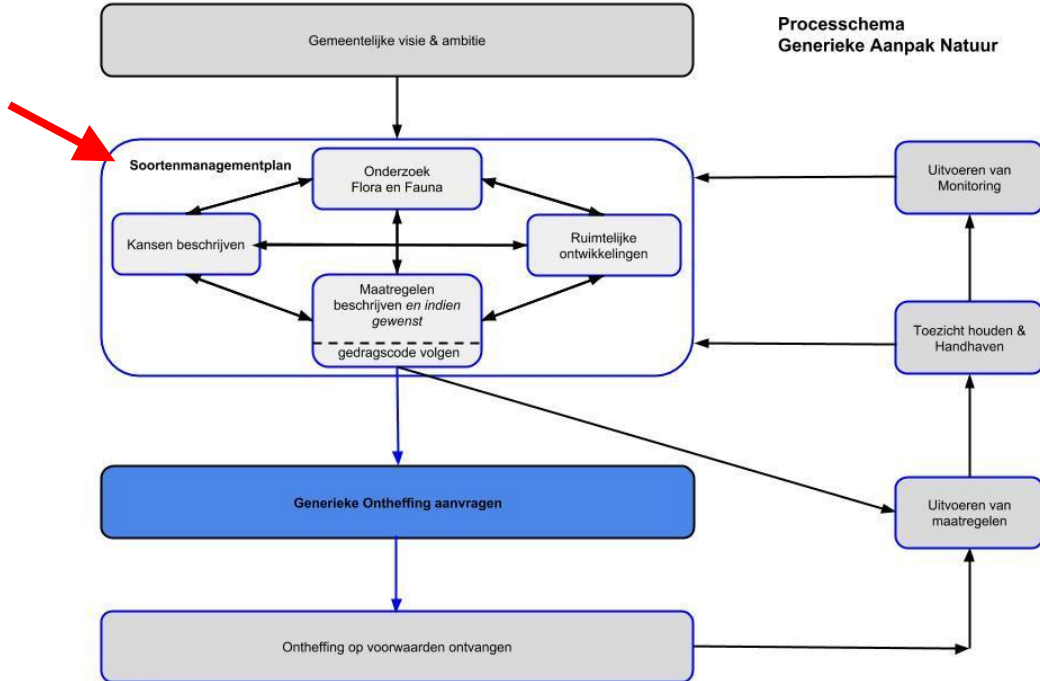 Processchema
Generieke Aanpak Natuur
Gemeentelijke visie & ambitie
Soortenmanagementplan
Onderzoek
Flora en Fauna
Kansen beschrijven
Ruimtelijke
ontwikkelingen
Maatregelen
beschrijven en indien
gewenst
gedragscode volgen
Uitvoeren van
Monitoring
Toezicht houden &
Handhaven
Generieke Ontheffing aanvragen
Uitvoeren van
maatregelen
Ontheffing op voorwaarden ontvangen